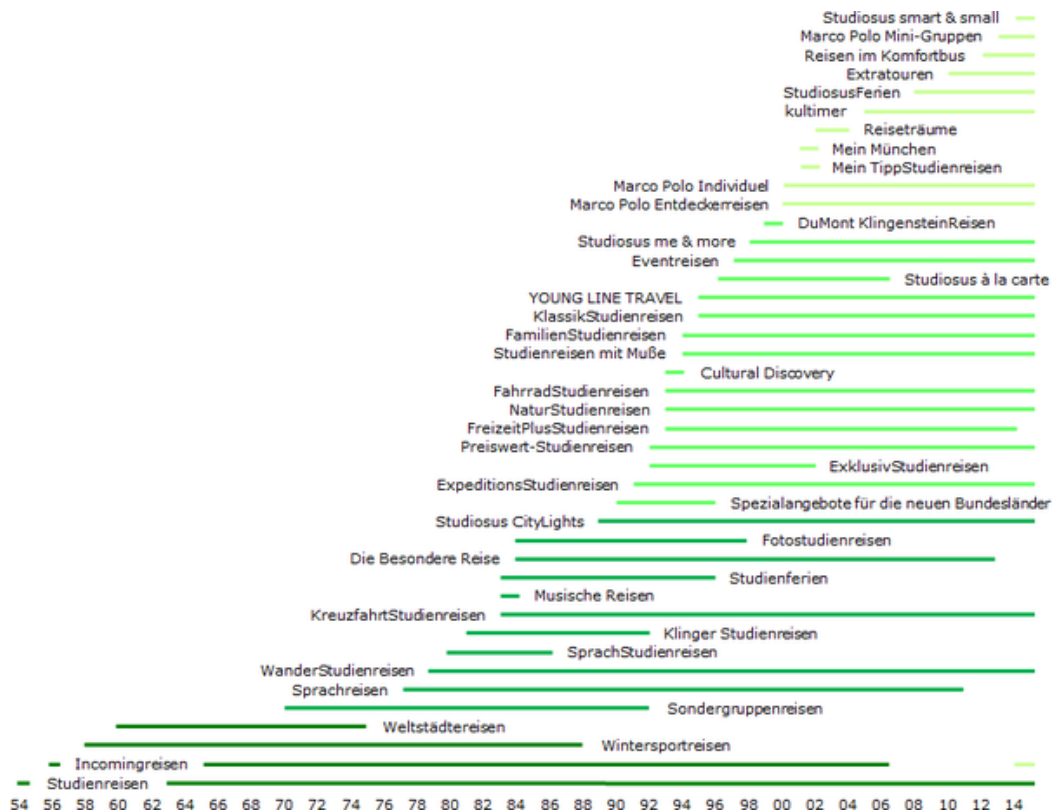 Studiosus smart & small
Marco Polo Mini-Gruppen
Reisen im Komfortbus
Extratouren
StudiosusFerien
kultimer
Reiseträume
Mein München
Mein TippStudienreisen
Marco Polo Individuel
Marco Polo Entdeckerreisen
DuMont KlingensteinReisen
Studiosus me & more
Eventreisen
Studiosus à la carte
YOUNG LINE TRAVEL
KlassikStudienreisen
FamilienStudienreisen
Studienreisen mit Muße
Cultural Discovery
FahrradStudienreisen
NaturStudienreisen
FreizeitPlusStudienreisen
Preiswert-Studienreisen
ExklusivStudienreisen
ExpeditionsStudienreisen
Spezialangebote für die neuen Bundesländer
Studiosus CityLights
Fotostudienreisen
Die Besondere Reise
Studienferien
Musische Reisen
KreuzfahrtStudienreisen
Klinger Studienreisen
SprachStudienreisen
WanderStudienreisen
Sprachreisen
Sondergruppenreisen
Weltstädtereisen
Wintersportreisen
Incomingreisen
Studienreisen
54 56 58 60 62 64 66 68 70 72 74 76 78 80 82 84 86 88 90 92 94 96 98 00 02 04 06 08 10 12 14